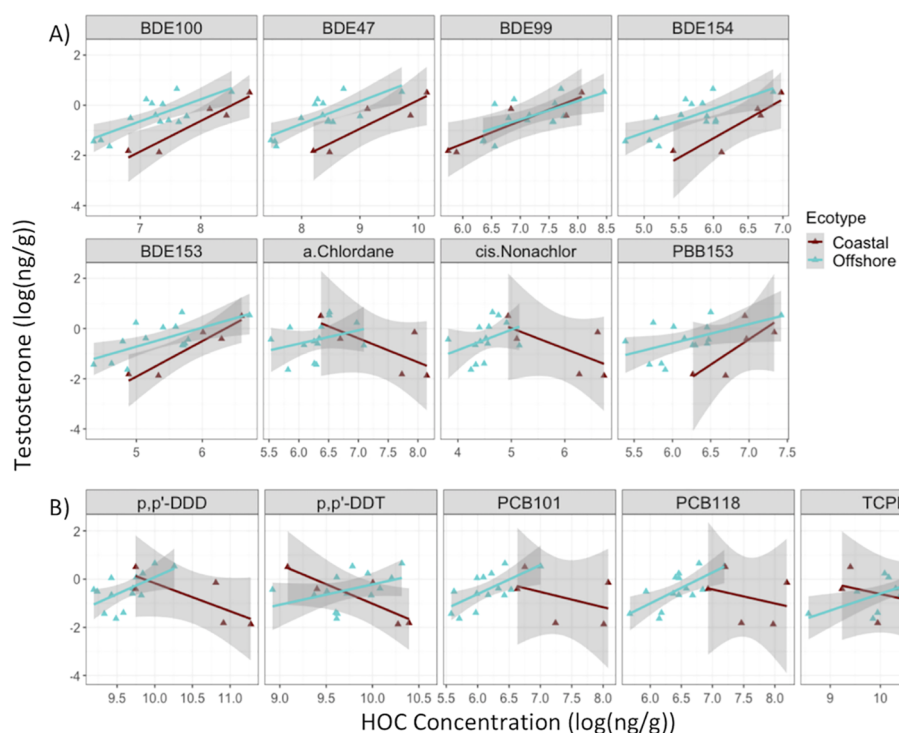 A)
BDE100 BDE47 BDE99 BDE154
2
0
-2
-4
7 8 8 9 10 6.0 6.5 7.0 7.5 8.0 8.5 5.0 5.5 6.0 6.5 7.0
Ecotype
Coastal
Offshore
BDE153 a.Chlordane cis.Nonachlor PBB153
2
0
-2
-4
5 6 5.5 6.0 6.5 7.0 7.5 8.0 4 5 6 5.5 6.0 6.5 7.0 7.5
Testosterone (log(ng/g))
B)
p,p'-DDD p,p'-DDT PCB101 PCB118
2
0
-2
-4
9.5 10.0 10.5 11.0 9.0 9.5 10.0 10.5 5.5 6.0 6.5 7.0 7.5 8.0 6.0 6.5 7.0 7.5 8.0 9 10
HOC Concentration (log(ng/g))